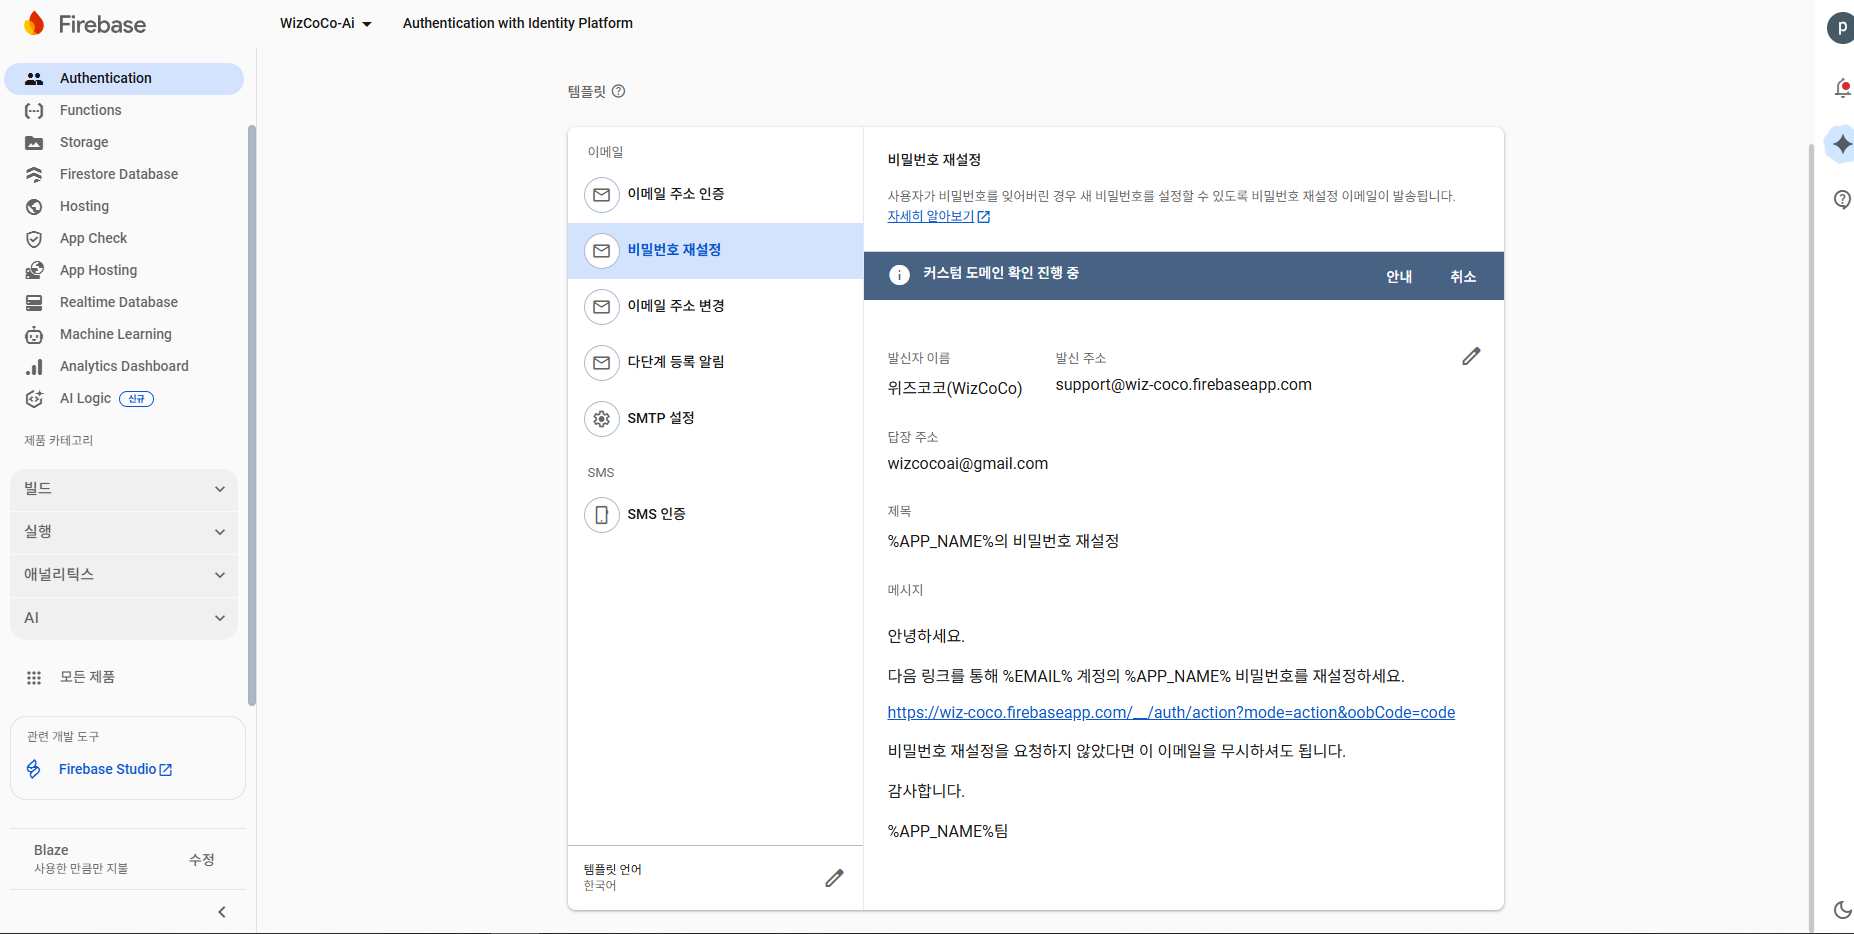 Firebase
WizCoCo-Ai
Authentication with Identity Platform
p
Authentication
Functions
Storage
Firestore Database
Hosting
App Check
App Hosting
Realtime Database
Machine Learning
Analytics Dashboard
AI Logic 신규
제품 카테고리
빌드
실행
애널리틱스
AI
모든 제품
관련 개발 도구
Firebase Studio
Blaze
사용한 만큼만 지불
수정
템플릿
이메일
이메일 주소 인증
비밀번호 재설정
이메일 주소 변경
다단계 등록 알림
SMTP 설정
SMS
SMS 인증
템플릿 언어
한국어
비밀번호 재설정
사용자가 비밀번호를 잊어버린 경우 새 비밀번호를 설정할 수 있도록 비밀번호 재설정 이메일이 발송됩니다.
자세히 알아보기
커스텀 도메인 확인 진행 중
안내
취소
발신자 이름
위즈코코(WizCoCo)
발신 주소
support@wiz-coco.firebaseapp.com
답장 주소
wizcocoai@gmail.com
제목
%APP_NAME%의 비밀번호 재설정
메시지
안녕하세요.
다음 링크를 통해 %EMAIL% 계정의 %APP_NAME% 비밀번호를 재설정하세요.
https://wiz-coco.firebaseapp.com/__/auth/action?mode=action&oobCode=code
비밀번호 재설정을 요청하지 않았다면 이 이메일을 무시하셔도 됩니다.
감사합니다.
%APP_NAME%팀